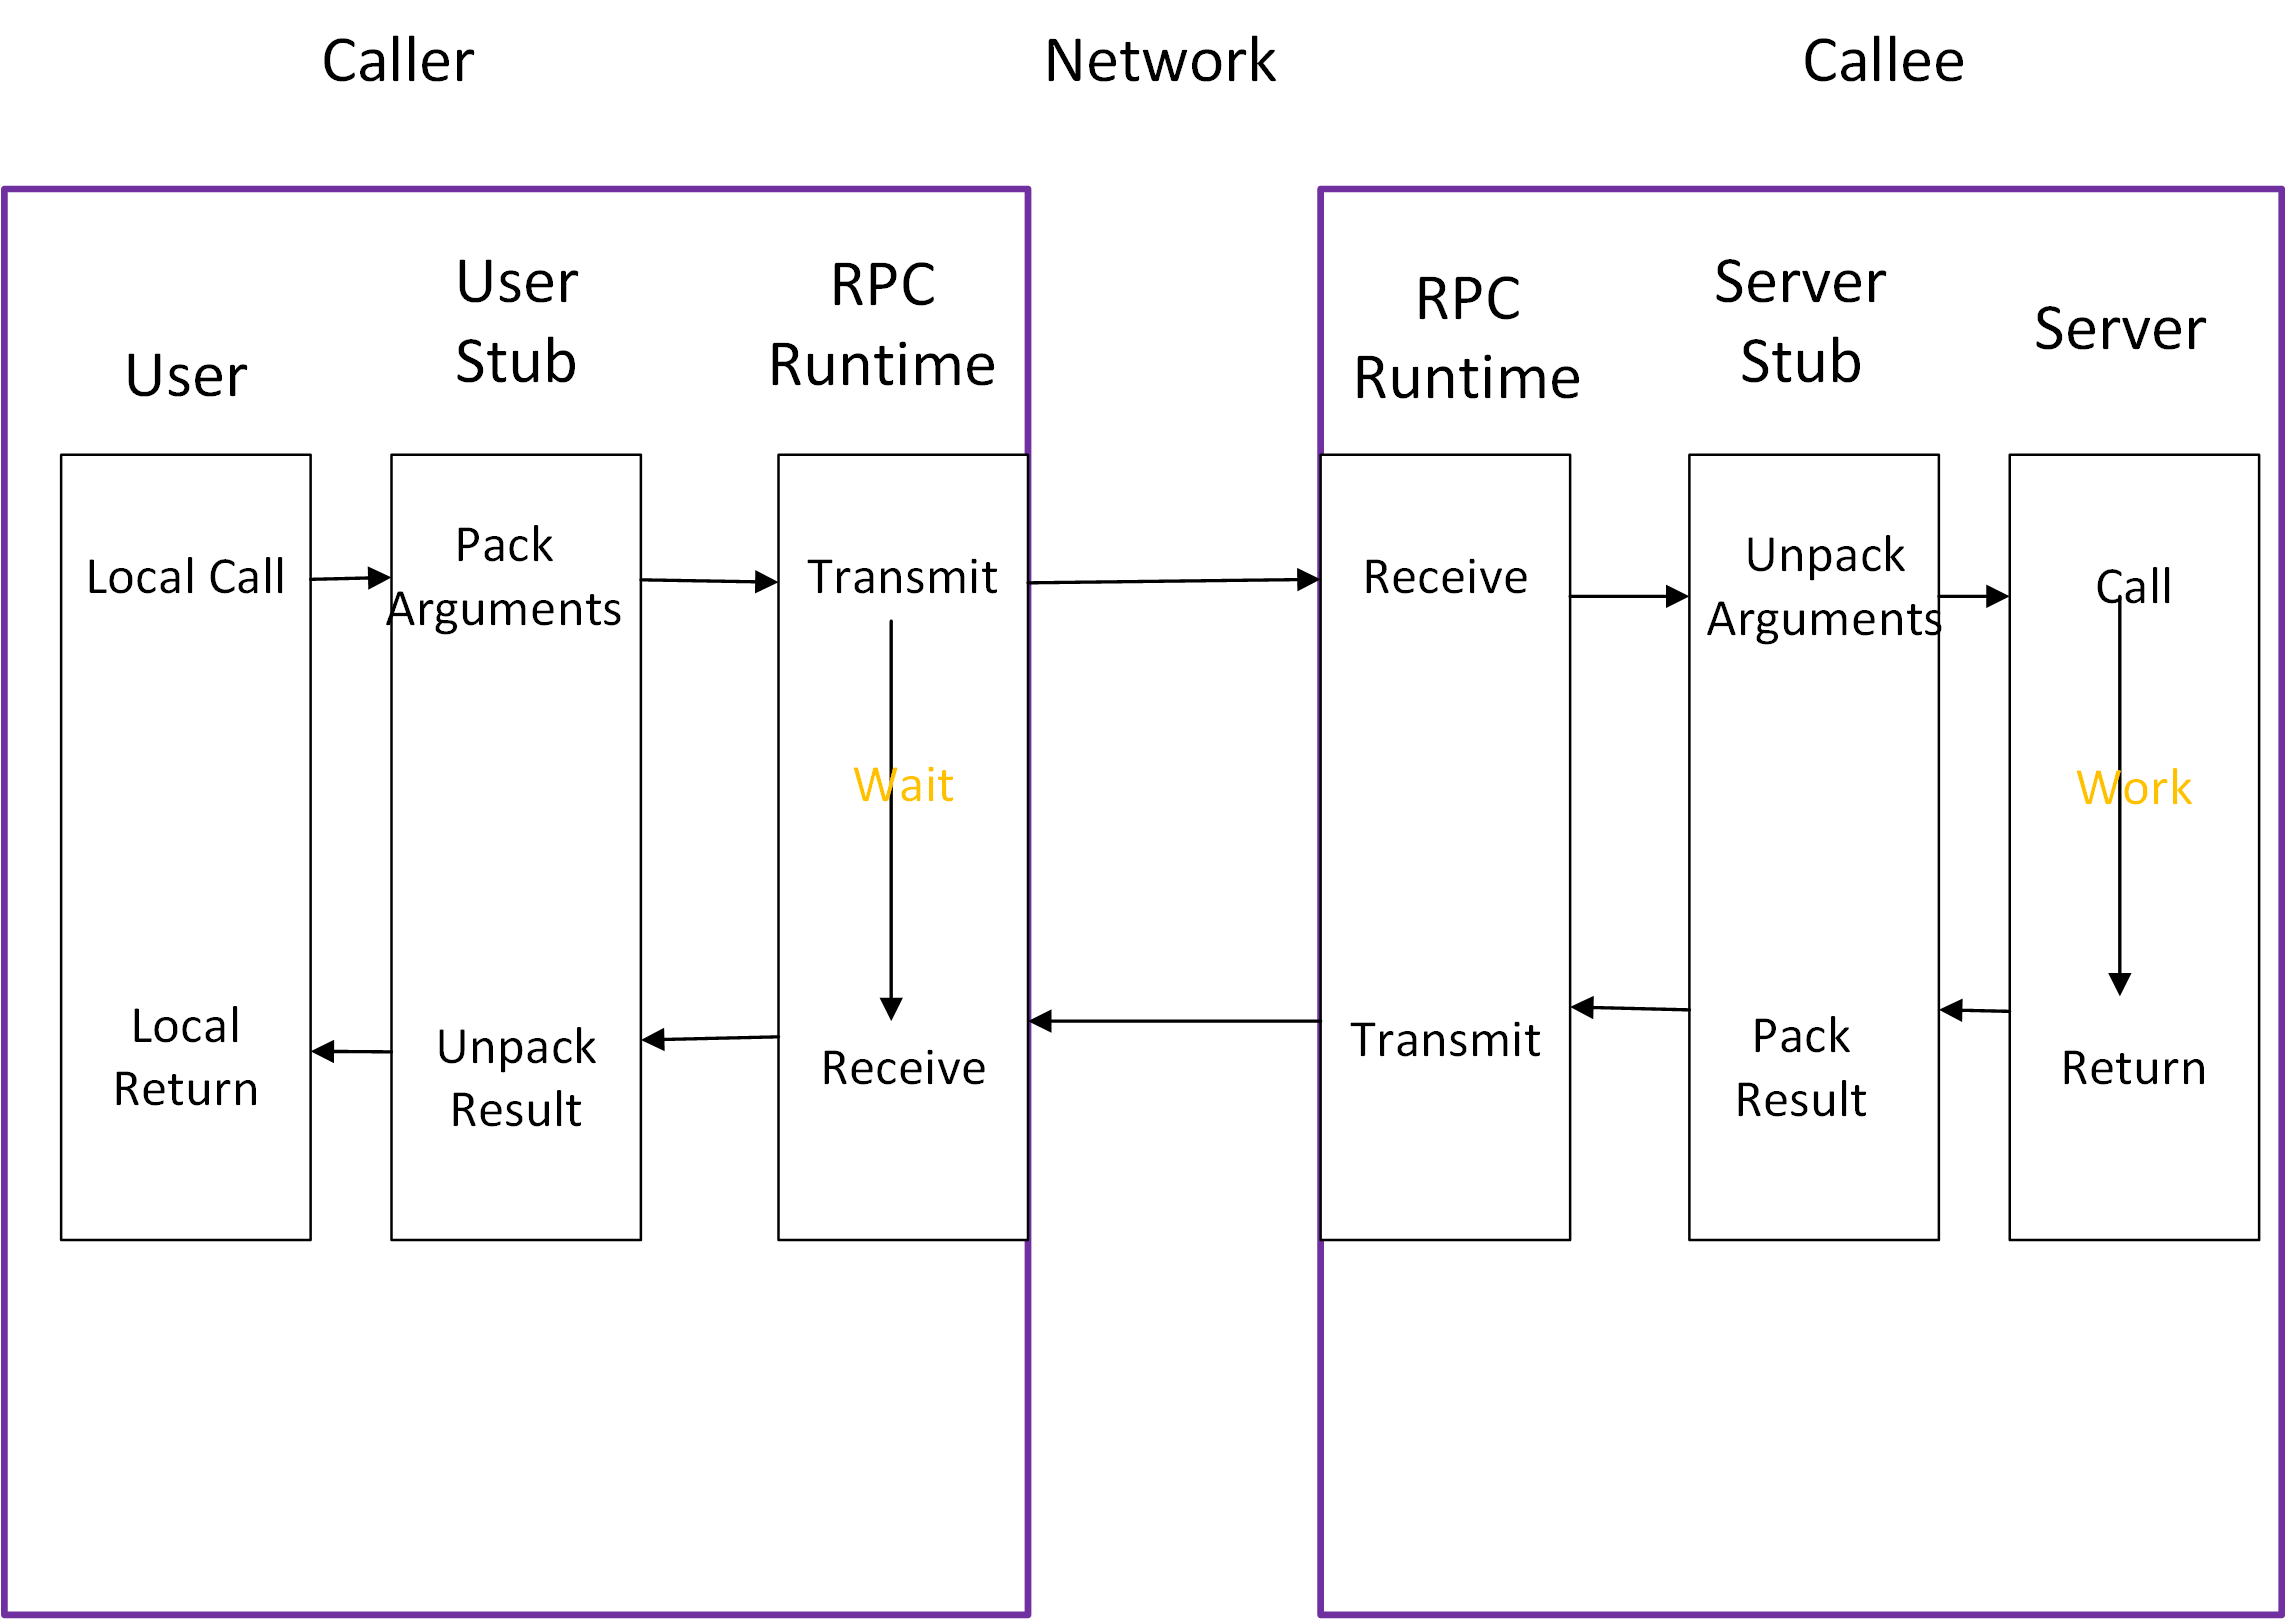 Caller
Network
Callee
User
User
Stub
RPC
Runtime
RPC
Runtime
Server
Stub
Server
Local Call
Pack
Arguments
Transmit
Receive
Unpack
Arguments
Call
Wait
Work
Local
Return
Unpack
Result
Receive
Transmit
Pack
Result
Return